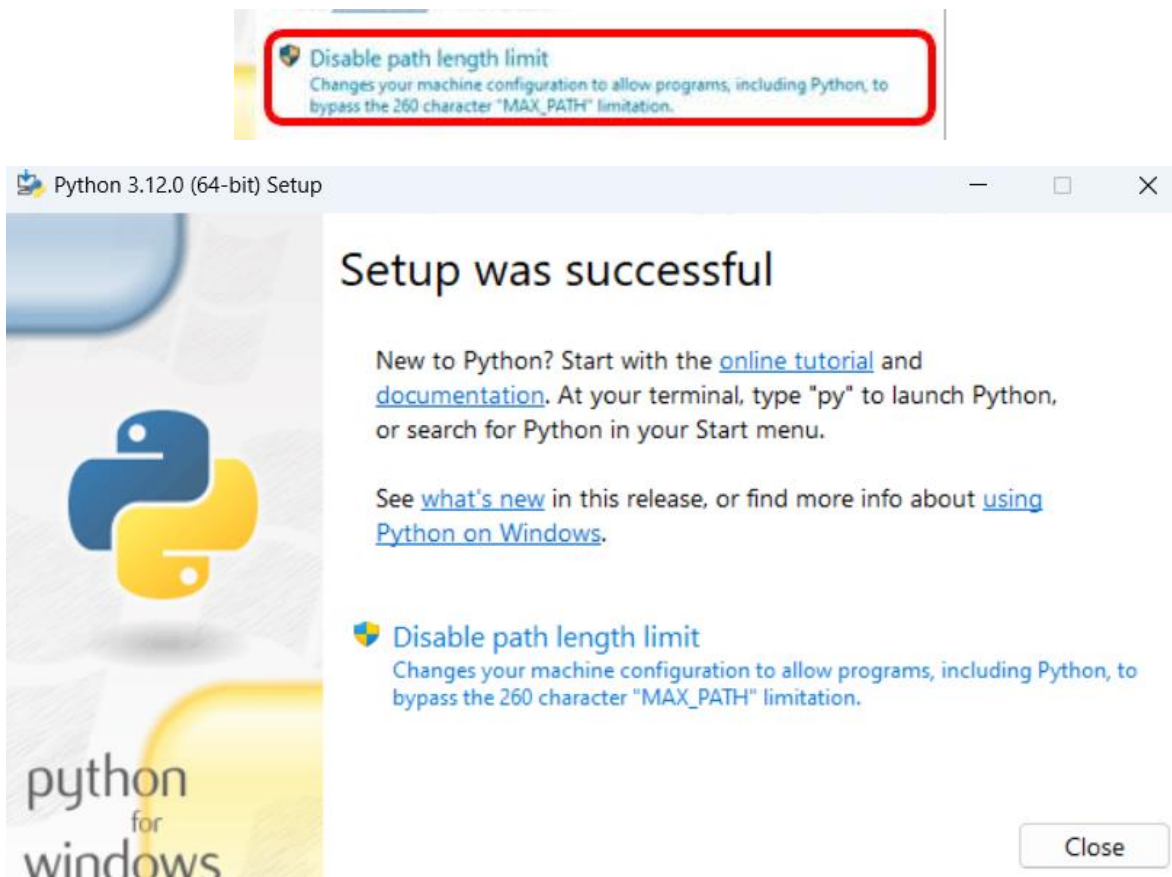 Disable path length limit
Changes your machine configuration to allow programs, including Python, to
bypass the 260 character "MAX_PATH" limitation.
Python 3.12.0 (64-bit) Setup
Setup was successful
New to Python? Start with the online tutorial and
documentation. At your terminal, type "py" to launch Python,
or search for Python in your Start menu.
See what's new in this release, or find more info about using
Python on Windows.
Disable path length limit
Changes your machine configuration to allow programs, including Python, to
bypass the 260 character "MAX_PATH" limitation.
python
for
windows
Close